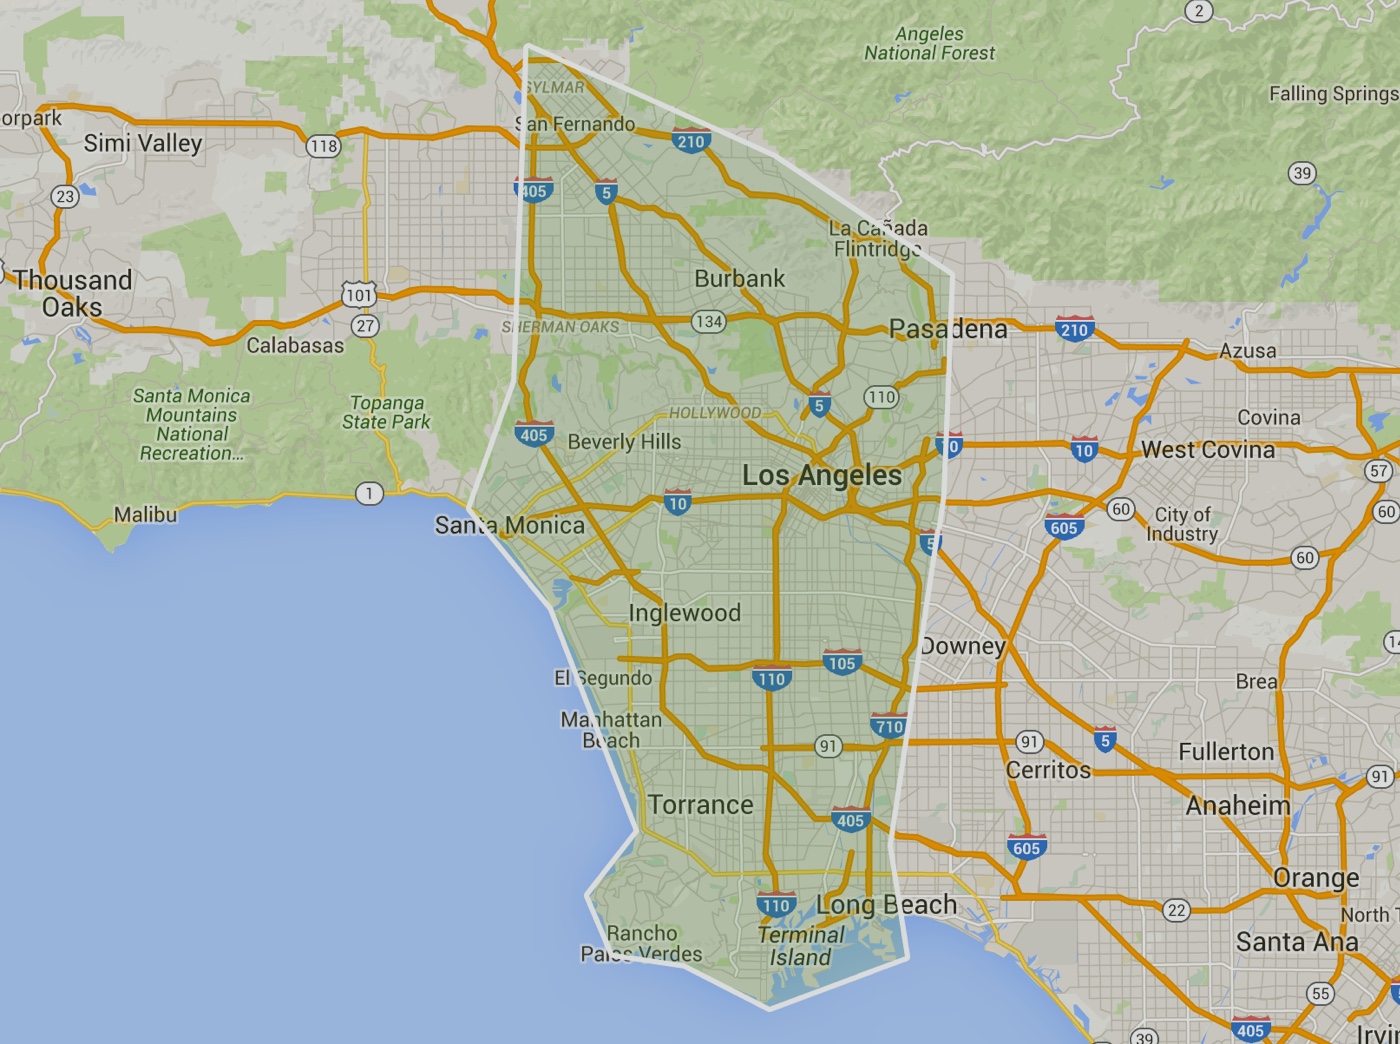 2
Angeles
National Forest
SYLMAR
Falling Springs
orpark
San Fernando
Simi Valley
118
210
39
23
405
5
La Cañada
Flintridge
Thousand
Oaks
Burbank
101
27
134
SHERMAN OAKS
Pasadena
210
Calabasas
Azusa
Santa Monica
Mountains
National
Recreation...
Topanga
State Park
HOLLYWOOD
5
110
Covina
405
Beverly Hills
10
10
West Covina
57
Los Angeles
1
10
60
60
Malibu
Santa Monica
605
City of
Industry
5
60
Inglewood
Downey
14
105
El Segundo
110
Brea
Manhattan
Beach
710
91
91
5
Fullerton
Cerritos
91
Torrance
Anaheim
405
605
Orange
110
Long Beach
22
North T
Rancho
Palos Verdes
Terminal
Island
Santa Ana
55
405
39
Irvi